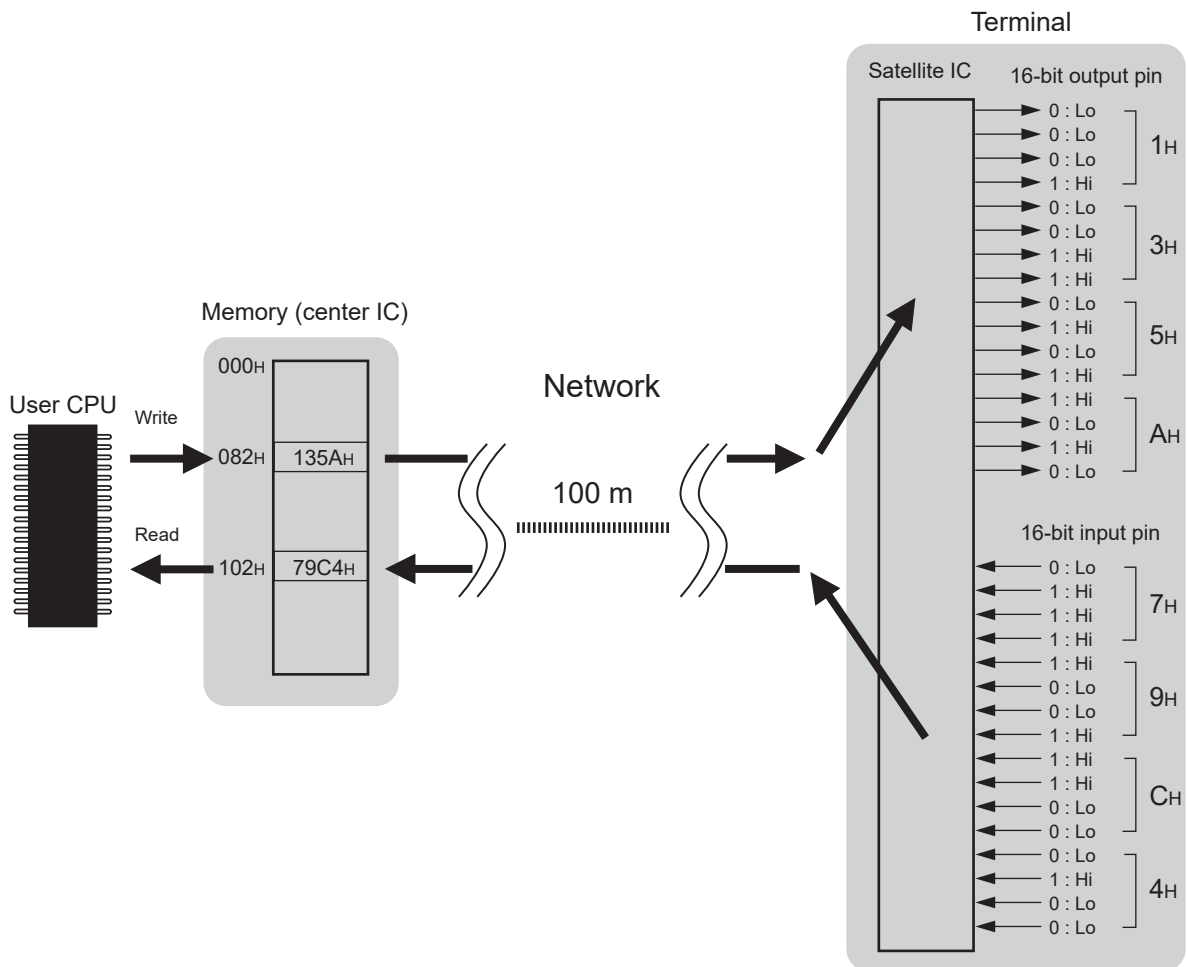 Terminal
Satellite IC
16-bit output pin
0 : Lo
0 : Lo
0 : Lo
1 : Hi
1H
0 : Lo
0 : Lo
1 : Hi
1 : Hi
3H
0 : Lo
1 : Hi
0 : Lo
1 : Hi
5H
1 : Hi
0 : Lo
1 : Hi
0 : Lo
AH
Memory (center IC)
000H
User CPU
Write
082H
135AH
Network
100 m
Read
102H
79C4H
16-bit input pin
0 : Lo
1 : Hi
1 : Hi
1 : Hi
7H
1 : Hi
0 : Lo
0 : Lo
1 : Hi
9H
1 : Hi
1 : Hi
0 : Lo
0 : Lo
CH
0 : Lo
1 : Hi
0 : Lo
0 : Lo
4H